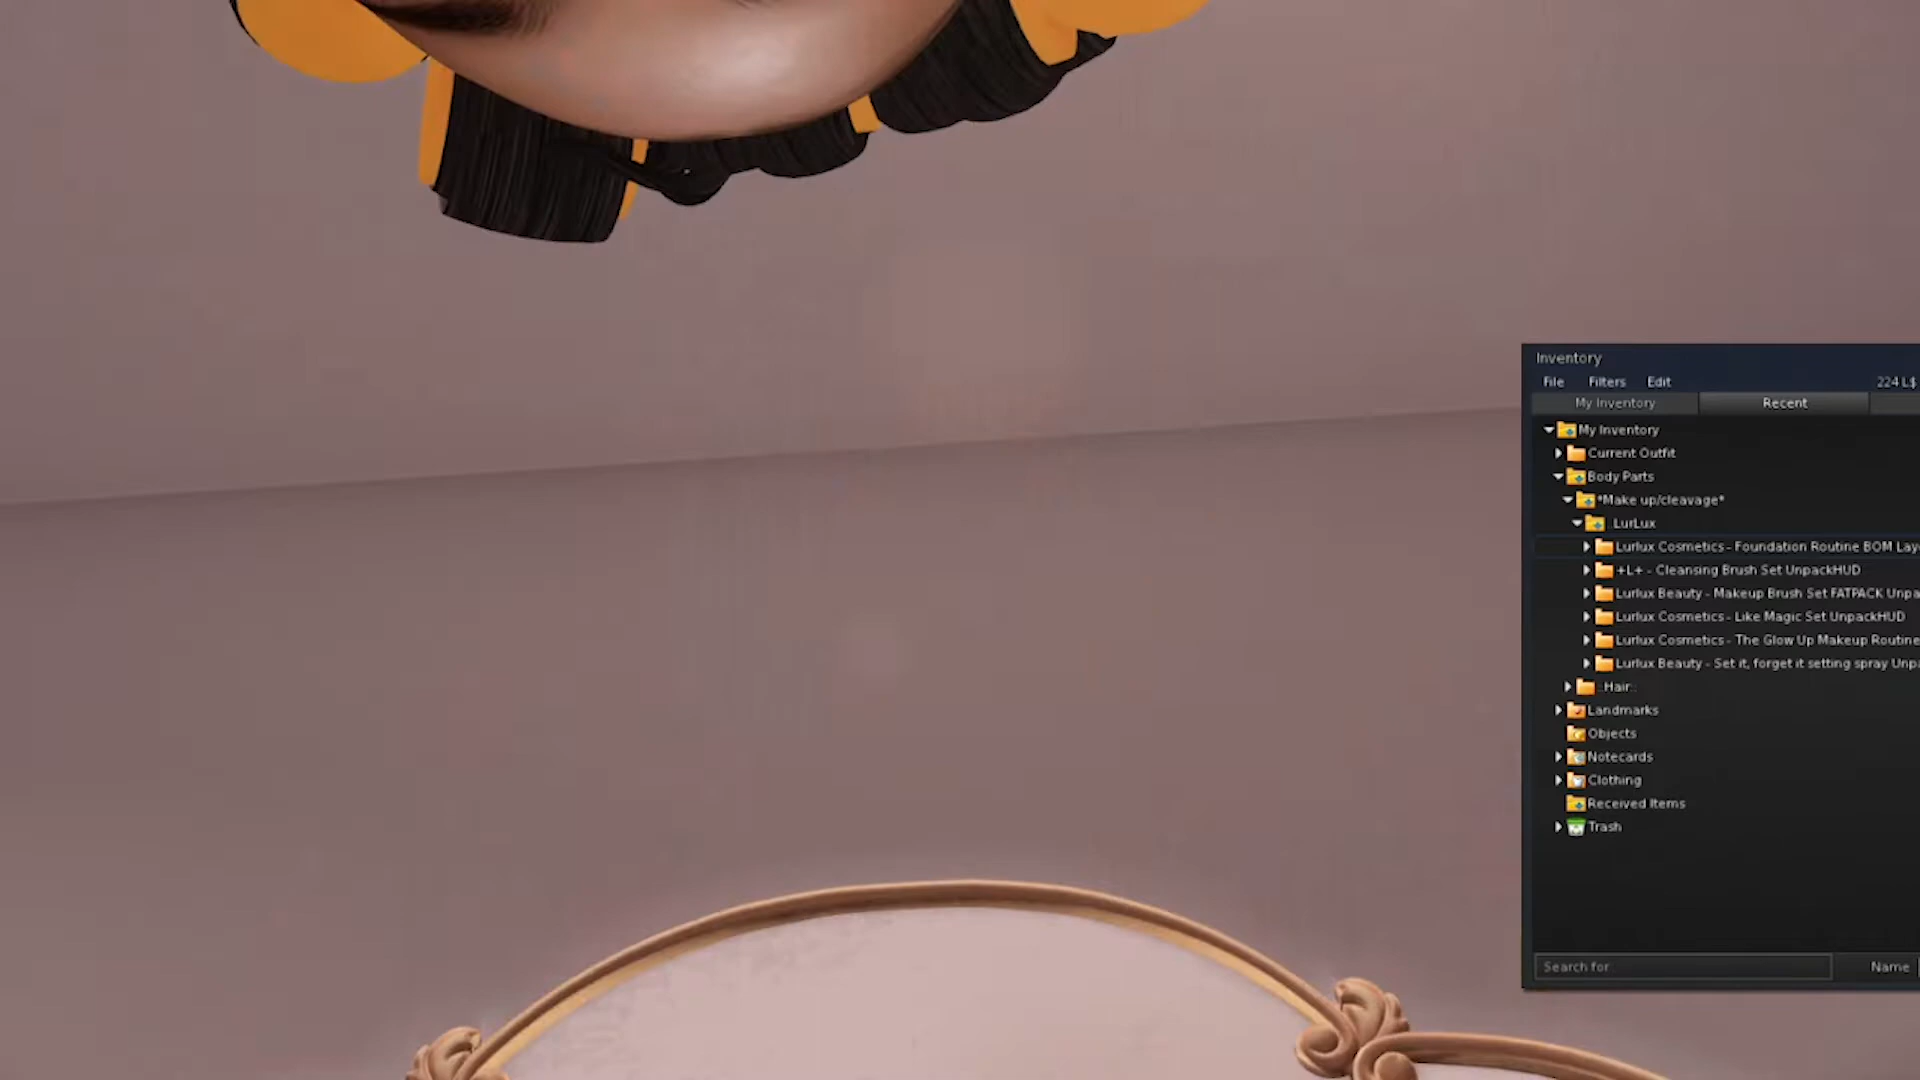 Inventory
File Filters Edit 224 L$
My Inventory Recent
My Inventory
Current Outfit
Body Parts
*Make up/cleavage*
LurLux
Lurlux Cosmetics - Foundation Routine BOM Lay
+L+ - Cleansing Brush Set UnpackHUD
Lurlux Beauty - Makeup Brush Set FATPACK Unpa
Lurlux Cosmetics - Like Magic Set UnpackHUD
Lurlux Cosmetics - The Glow Up Makeup Routine
Lurlux Beauty - Set it, forget it setting spray Unpa
.:Hair:.
Landmarks
Objects
Notecards
Clothing
Received Items
Trash
Search for Name